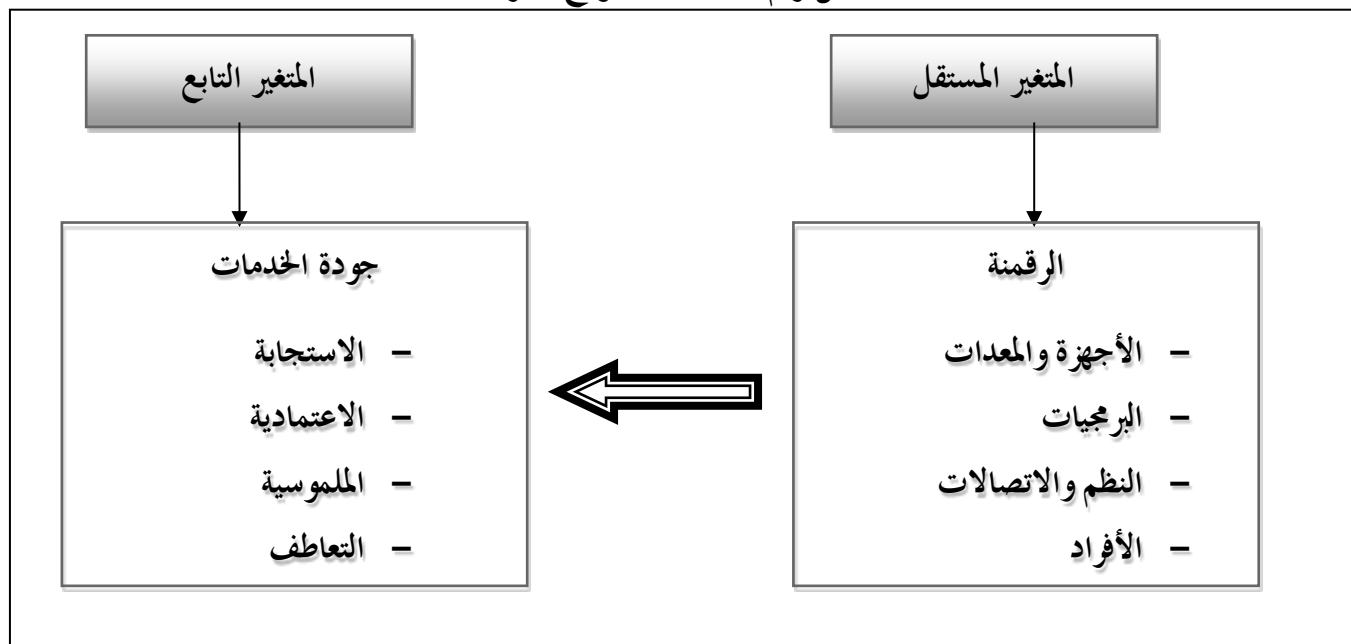 المتغير المستقل
الرقمنة
– الأجهزة والمعدات
– البرمجيات
– النظم والاتصالات
– الأفراد
المتغير التابع
جودة الخدمات
– الاستجابة
– الاعتمادية
– الملموسية
– التعاطف